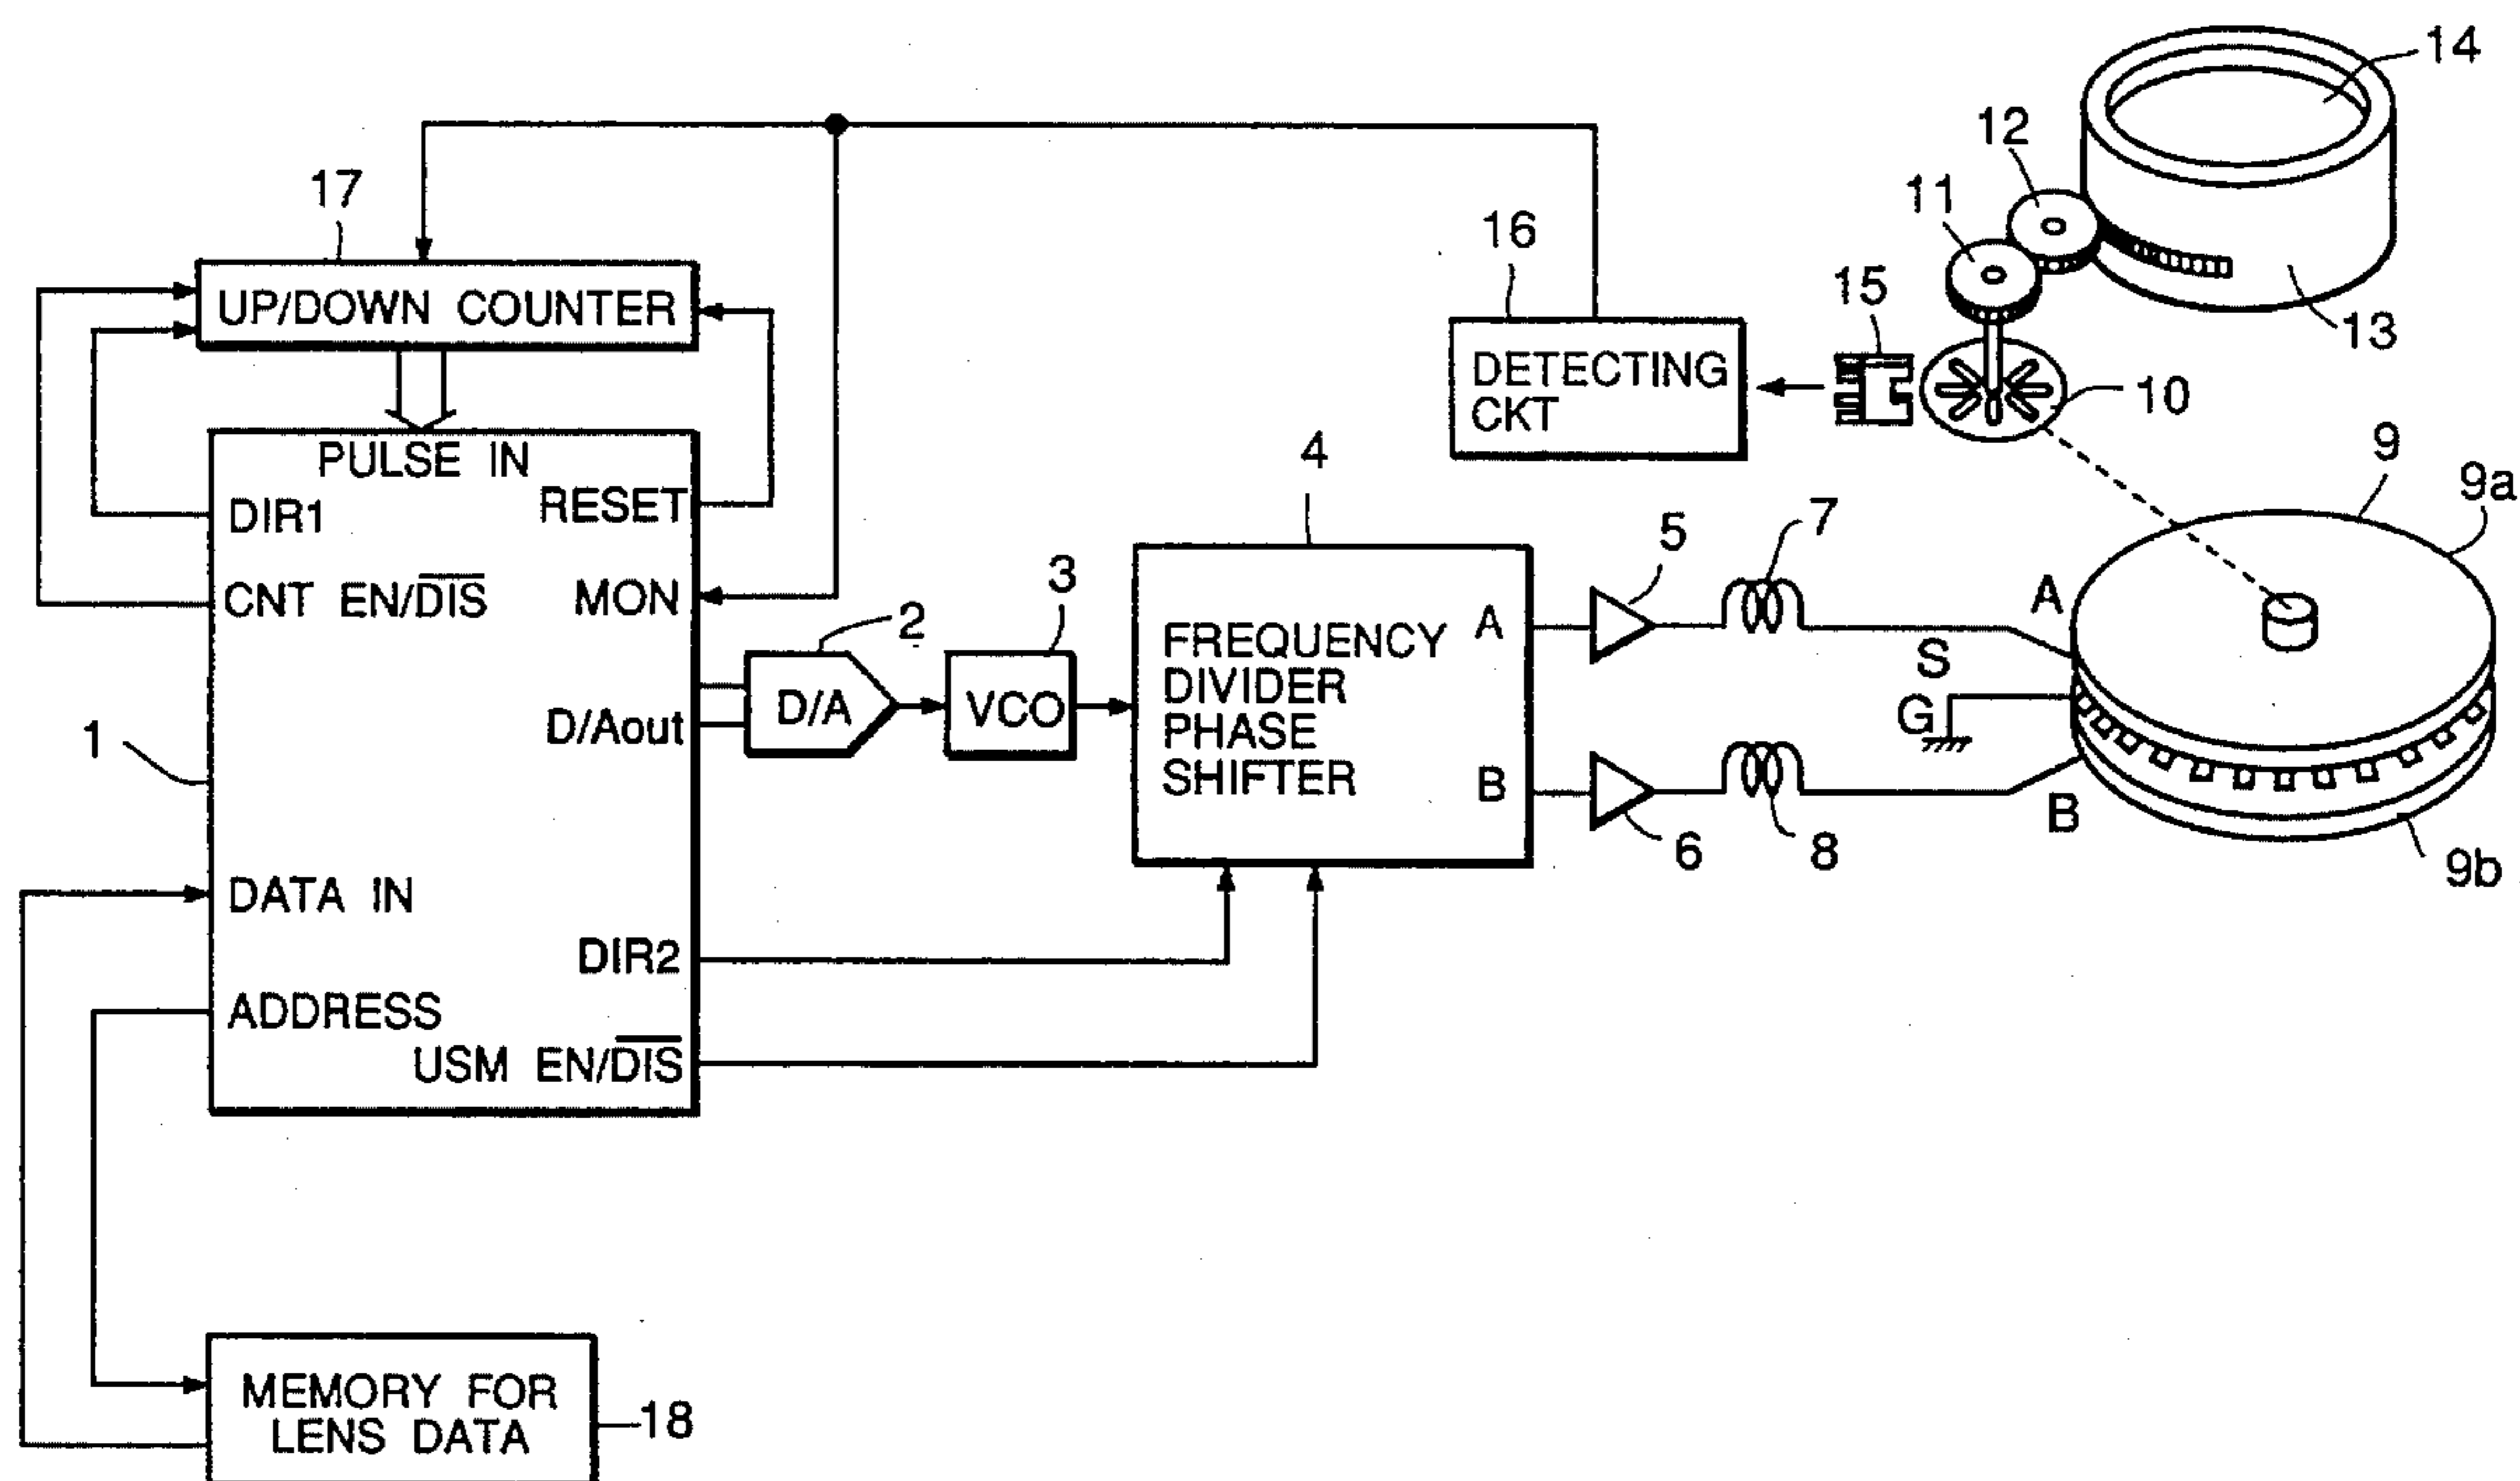 14
12
17
11
16
15
UP/DOWN COUNTER
13
DETECTING
CKT
10
4
9
PULSE IN
9a
DIR1
RESET
7
5
3
CNT EN/DIS
MON
2
A
A
FREQUENCY
DIVIDER
PHASE
SHIFTER
S
D/A
VCO
G
D/Aout
1
B
B
6
8
9b
DATA IN
DIR2
ADDRESS
USM EN/DIS
MEMORY FOR
LENS DATA
18